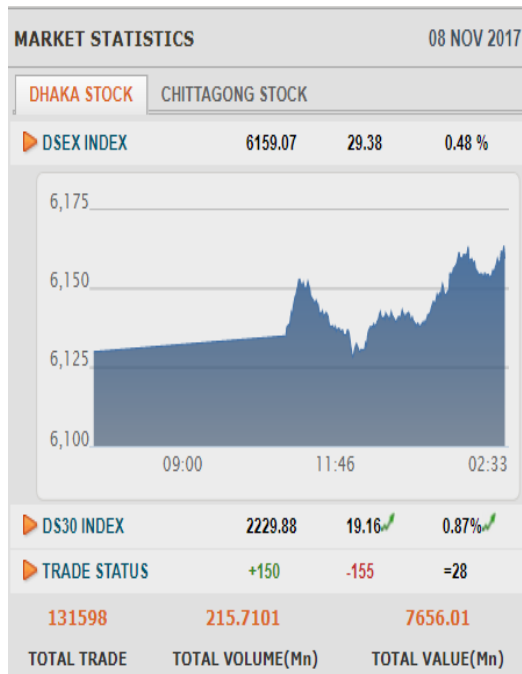 MARKET STATISTICS 08 NOV 2017
DHAKA STOCK CHITTAGONG STOCK
DSEX INDEX 6159.07 29.38 0.48 %
6,175
6,150
6,125
6,100
09:00 11:46 02:33
DS30 INDEX 2229.88 19.16 0.87%
TRADE STATUS +150 -155 =28
131598 215.7101 7656.01
TOTAL TRADE TOTAL VOLUME(Mn) TOTAL VALUE(Mn)